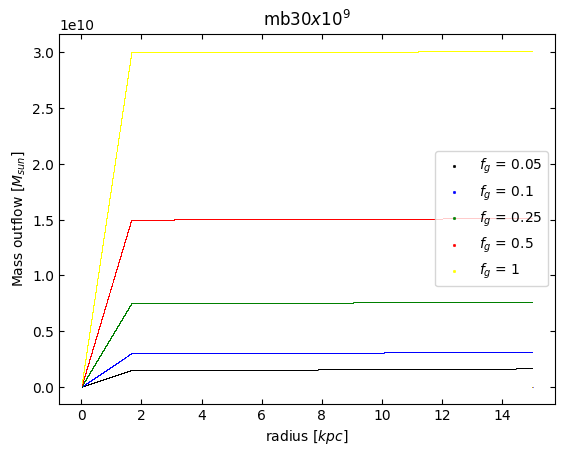 mb30x10⁹
1e10
3.0
2.5
2.0
1.5
1.0
0.5
0.0
Mass outflow [M_sun]
f_g = 0.05
f_g = 0.1
f_g = 0.25
f_g = 0.5
f_g = 1
0 2 4 6 8 10 12 14
radius [kpc]